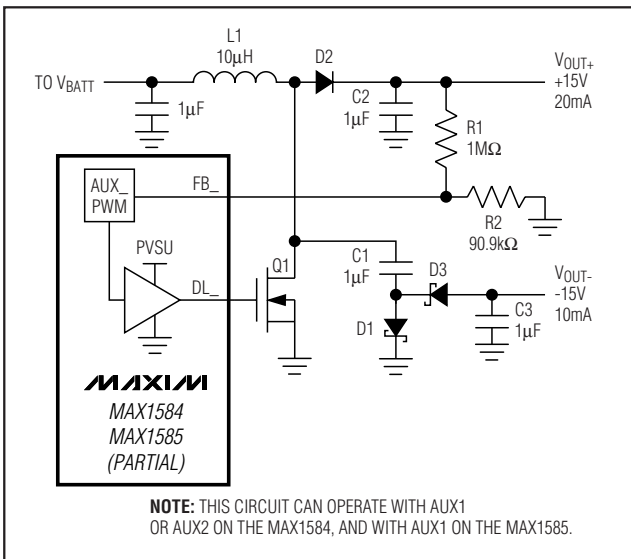 L1
10µH
D2
TO VBATT
1µF
C2
1µF
VOUT+
+15V
20mA
R1
1MΩ
AUX_
PWM
FB_
R2
90.9kΩ
PVSU
DL_
Q1
C1
1µF
D3
VOUT-
-15V
10mA
D1
C3
1µF
MAXIM
MAX1584
MAX1585
(PARTIAL)
NOTE: THIS CIRCUIT CAN OPERATE WITH AUX1
OR AUX2 ON THE MAX1584, AND WITH AUX1 ON THE MAX1585.